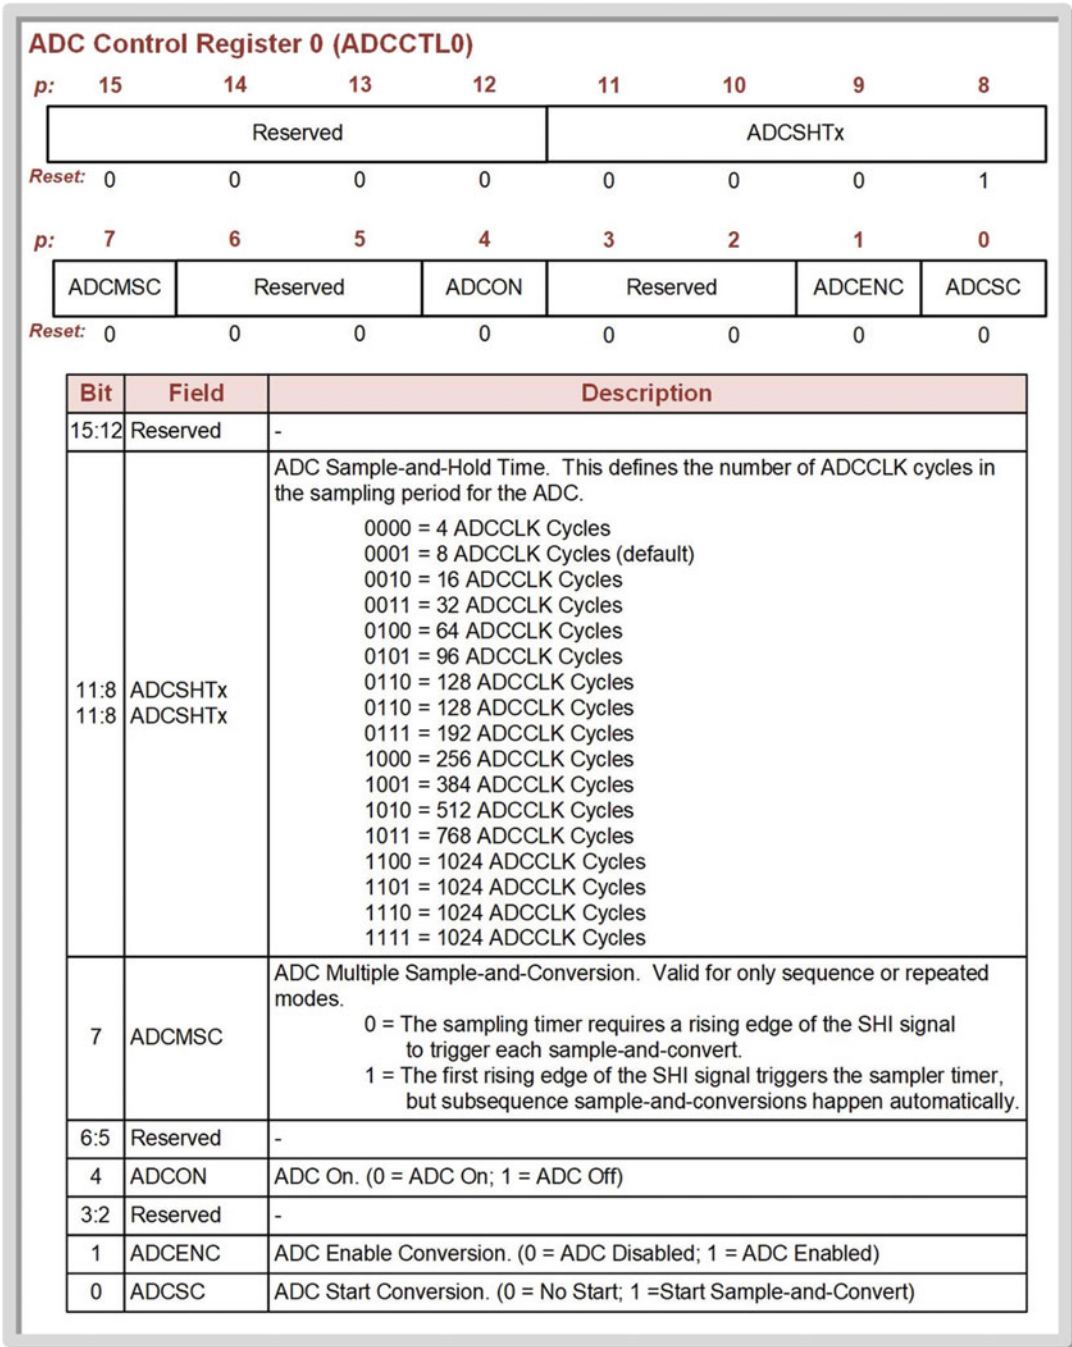 ADC Control Register 0 (ADCCTL0)
p: 15 14 13 12 11 10 9 8
Reserved ADCSHTx
Reset: 0 0 0 0 0 0 0 1
p: 7 6 5 4 3 2 1 0
ADCMSC Reserved ADCON Reserved ADCENC ADCSC
Reset: 0 0 0 0 0 0 0 0
Bit Field Description
15:12 Reserved -
ADC Sample-and-Hold Time. This defines the number of ADCCLK cycles in
the sampling period for the ADC.
0000 = 4 ADCCLK Cycles
0001 = 8 ADCCLK Cycles (default)
0010 = 16 ADCCLK Cycles
0011 = 32 ADCCLK Cycles
0100 = 64 ADCCLK Cycles
0101 = 96 ADCCLK Cycles
11:8 ADCSHTx 0110 = 128 ADCCLK Cycles
11:8 ADCSHTx 0110 = 128 ADCCLK Cycles
0111 = 192 ADCCLK Cycles
1000 = 256 ADCCLK Cycles
1001 = 384 ADCCLK Cycles
1010 = 512 ADCCLK Cycles
1011 = 768 ADCCLK Cycles
1100 = 1024 ADCCLK Cycles
1101 = 1024 ADCCLK Cycles
1110 = 1024 ADCCLK Cycles
1111 = 1024 ADCCLK Cycles
ADC Multiple Sample-and-Conversion. Valid for only sequence or repeated
modes.
7 ADCMSC 0 = The sampling timer requires a rising edge of the SHI signal
to trigger each sample-and-convert.
1 = The first rising edge of the SHI signal triggers the sampler timer,
but subsequence sample-and-conversions happen automatically.
6:5 Reserved -
4 ADCON ADC On. (0 = ADC On; 1 = ADC Off)
3:2 Reserved -
1 ADCENC ADC Enable Conversion. (0 = ADC Disabled; 1 = ADC Enabled)
0 ADCSC ADC Start Conversion. (0 = No Start; 1 =Start Sample-and-Convert)